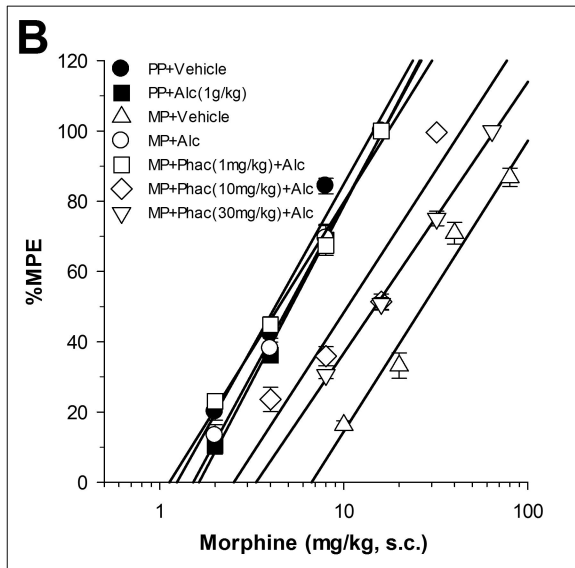 B
120
100
80
60
40
20
0
%MPE
PP+Vehicle
PP+Alc(1g/kg)
MP+Vehicle
MP+Alc
MP+Phac(1mg/kg)+Alc
MP+Phac(10mg/kg)+Alc
MP+Phac(30mg/kg)+Alc
1 10 100
Morphine (mg/kg, s.c.)